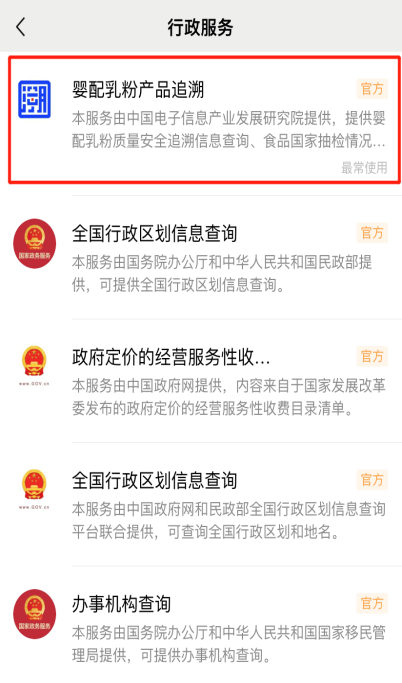 行政服务
婴配乳粉产品追溯
官方
本服务由中国电子信息产业发展研究院提供，提供婴
配乳粉质量安全追溯信息查询、食品国家抽检情况...
最常使用
全国行政区划信息查询
官方
国家政务服务
本服务由国务院办公厅和中华人民共和国民政部提
供，可提供全国行政区划信息查询。
政府定价的经营服务性收...
官方
www.GOV.cn
本服务由中国政府网提供，内容来自于国家发展改革
委发布的政府定价的经营服务性收费目录清单。
全国行政区划信息查询
官方
www.GOV.cn
本服务由中国政府网和民政部全国行政区划信息查询
平台联合提供，可查询全国行政区划和地名。
办事机构查询
官方
国家政务服务
本服务由国务院办公厅和中华人民共和国国家移民管
理局提供，可提供办事机构查询。